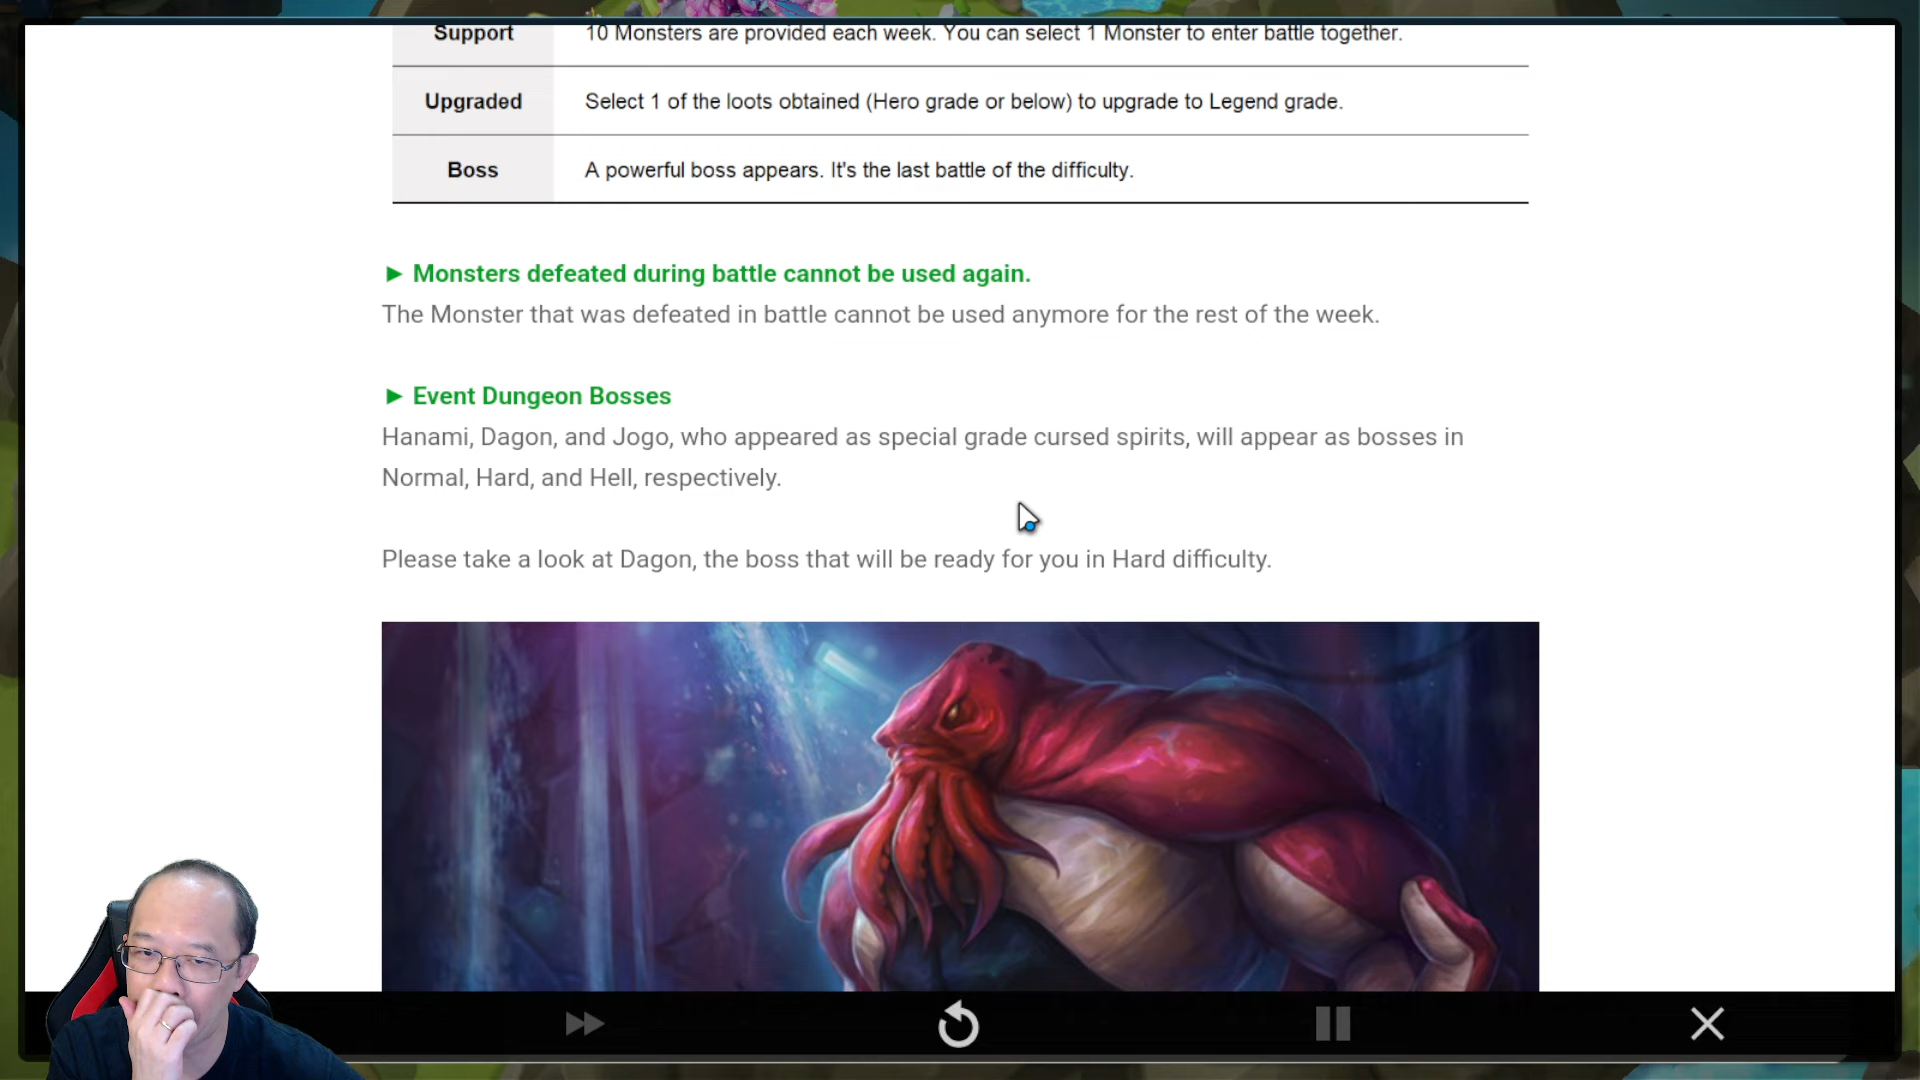 Support 10 Monsters are provided each week. You can select 1 Monster to enter battle together.
Upgraded Select 1 of the loots obtained (Hero grade or below) to upgrade to Legend grade.
Boss A powerful boss appears. It's the last battle of the difficulty.
► Monsters defeated during battle cannot be used again.
The Monster that was defeated in battle cannot be used anymore for the rest of the week.
► Event Dungeon Bosses
Hanami, Dagon, and Jogo, who appeared as special grade cursed spirits, will appear as bosses in
Normal, Hard, and Hell, respectively.
Please take a look at Dagon, the boss that will be ready for you in Hard difficulty.